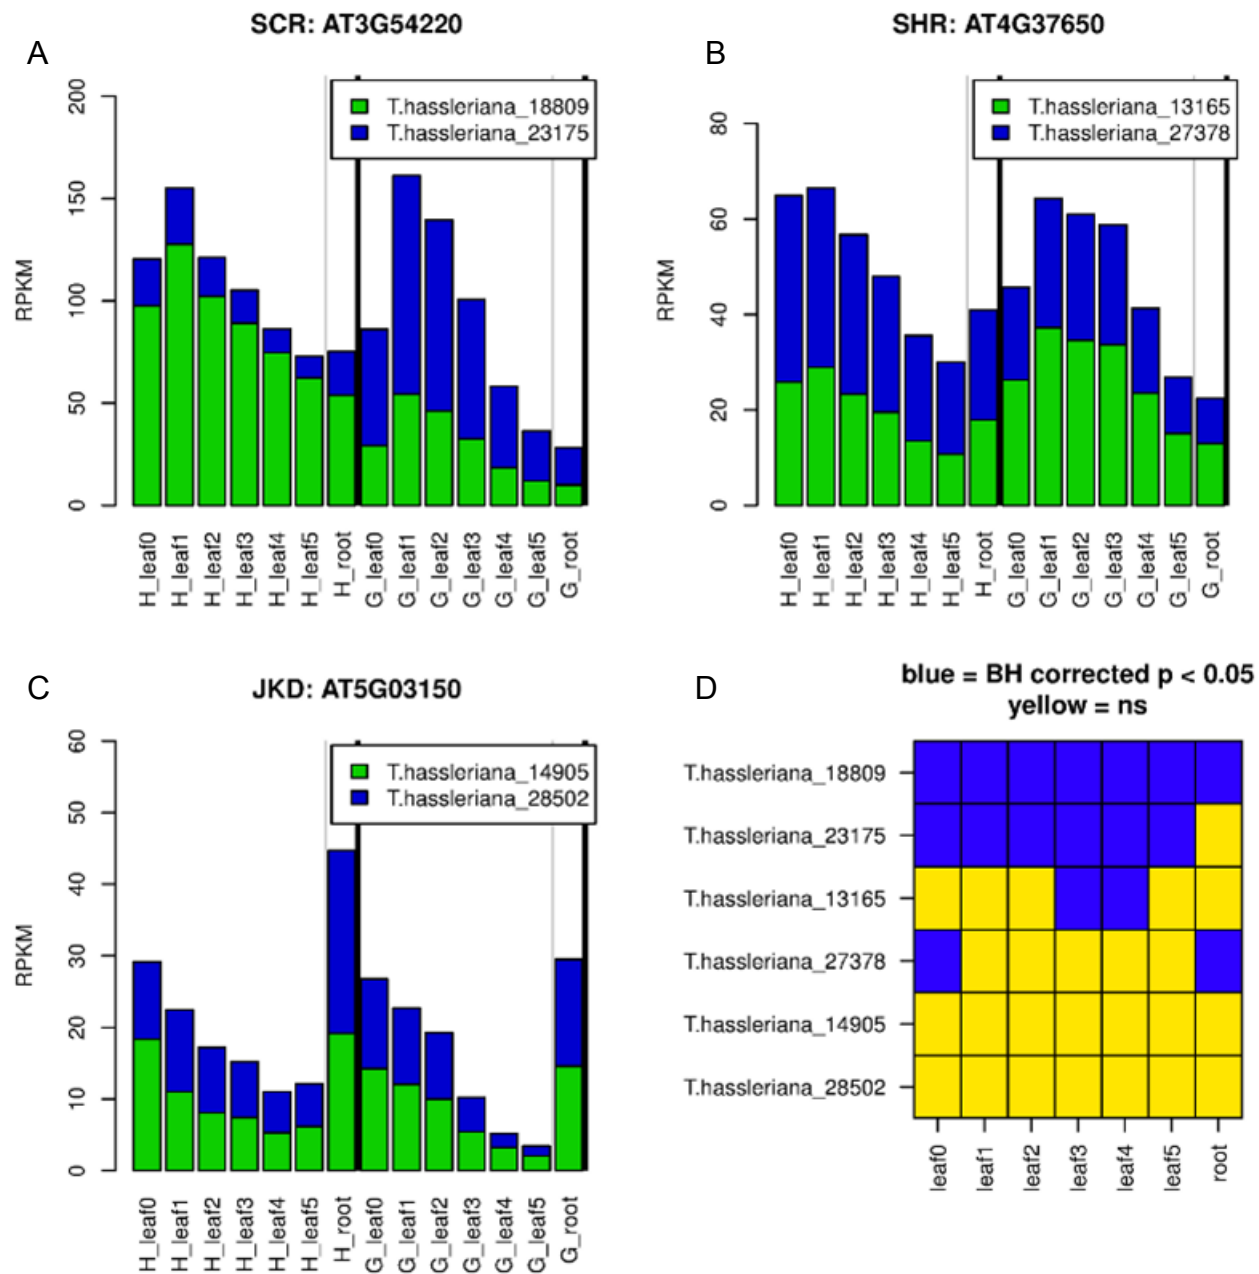 SCR: AT3G54220
A
200
150
100
50
0
RPKM
T.hassleriana_18809
T.hassleriana_23175
H_leaf0
H_leaf1
H_leaf2
H_leaf3
H_leaf4
H_leaf5
H_root
G_leaf0
G_leaf1
G_leaf2
G_leaf3
G_leaf4
G_leaf5
G_root
SHR: AT4G37650
B
80
60
40
20
0
RPKM
T.hassleriana_13165
T.hassleriana_27378
H_leaf0
H_leaf1
H_leaf2
H_leaf3
H_leaf4
H_leaf5
H_root
G_leaf0
G_leaf1
G_leaf2
G_leaf3
G_leaf4
G_leaf5
G_root
JKD: AT5G03150
C
60
50
40
30
20
10
0
RPKM
T.hassleriana_14905
T.hassleriana_28502
H_leaf0
H_leaf1
H_leaf2
H_leaf3
H_leaf4
H_leaf5
H_root
G_leaf0
G_leaf1
G_leaf2
G_leaf3
G_leaf4
G_leaf5
G_root
D
blue = BH corrected p < 0.05
yellow = ns
T.hassleriana_18809
T.hassleriana_23175
T.hassleriana_13165
T.hassleriana_27378
T.hassleriana_14905
T.hassleriana_28502
leaf0
leaf1
leaf2
leaf3
leaf4
leaf5
root